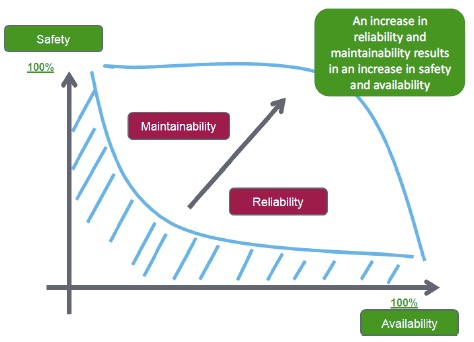 Safety
100%
An increase in
reliability and
maintainability results
in an increase in safety
and availability
Maintainability
Reliability
100%
Availability